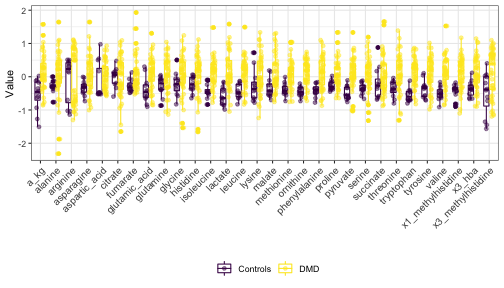 2
1
0
-1
-2
Value
a_kg
alanine
arginine
asparagine
aspartic_acid
citrate
fumarate
glutamic_acid
glutamine
glycine
histidine
isoleucine
lactate
leucine
lysine
malate
methionine
ornithine
phenylalanine
proline
pyruvate
serine
succinate
threonine
tryptophan
tyrosine
valine
x1_methylhistidine
x3_hba
x3_methylhistidine
Controls DMD